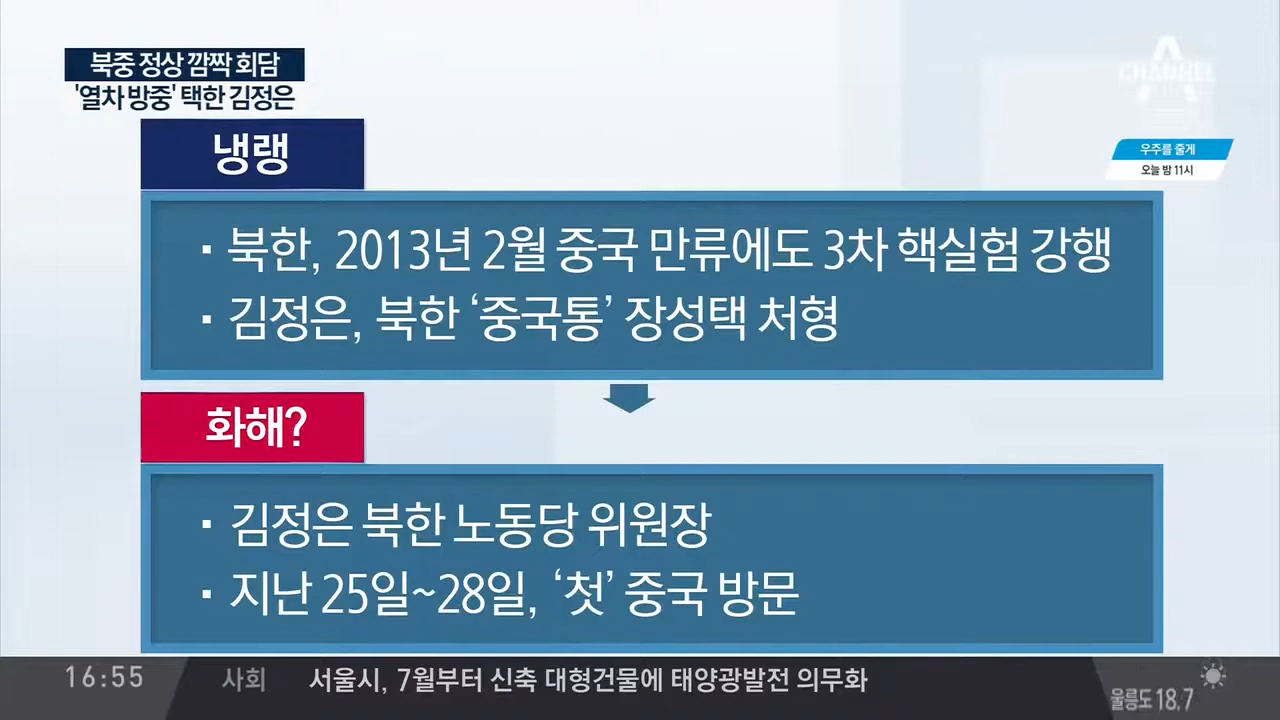 북중 정상 깜짝 회담
'열차 방중' 택한 김정은
CHANNEL A
우주를 줄게
오늘 밤 11시
냉랭
· 북한, 2013년 2월 중국 만류에도 3차 핵실험 강행
· 김정은, 북한 ‘중국통’ 장성택 처형
화해?
· 김정은 북한 노동당 위원장
· 지난 25일~28일, ‘첫’ 중국 방문
16:55 사회 서울시, 7월부터 신축 대형건물에 태양광발전 의무화
울릉도 18.7